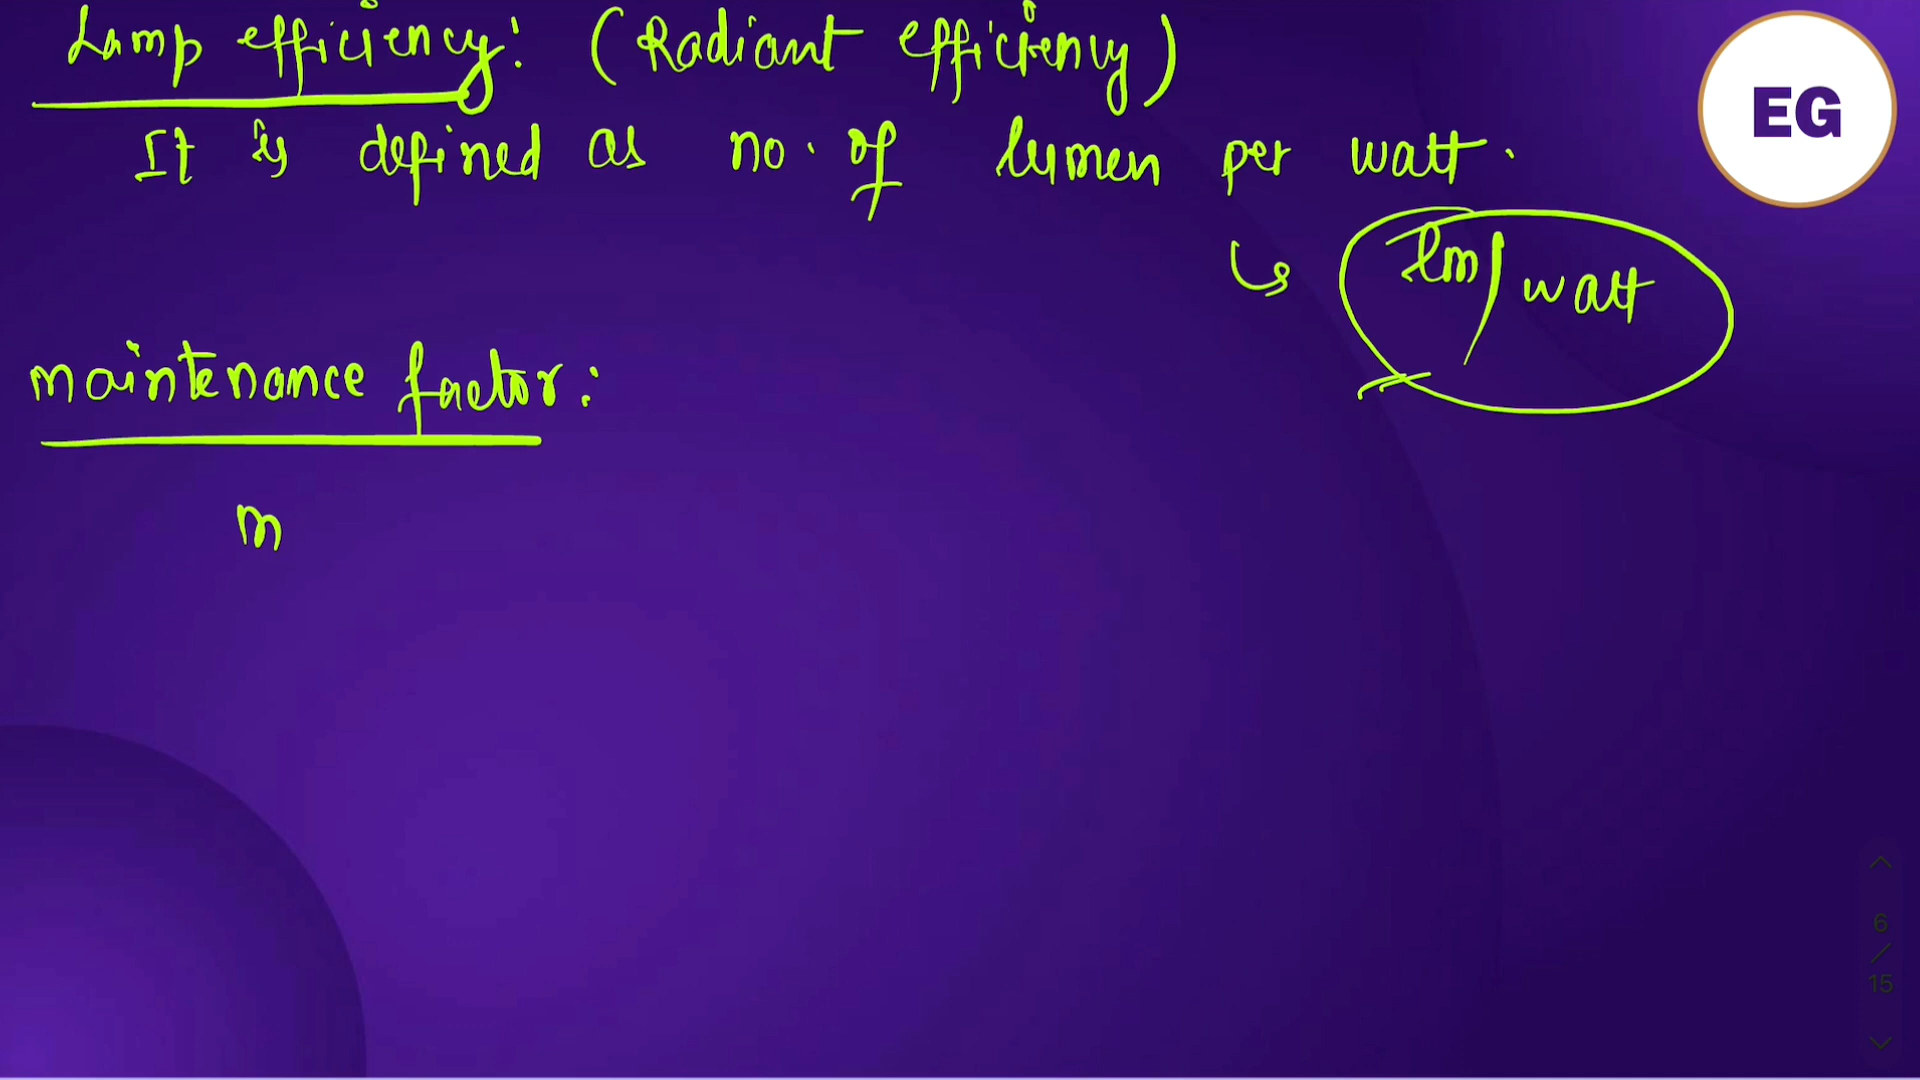 Lamp efficiency: (Radiant efficiency)
EG
It is defined as no. of lumen per watt.
↳ lm/watt
maintenance factor:
m
6
/
15